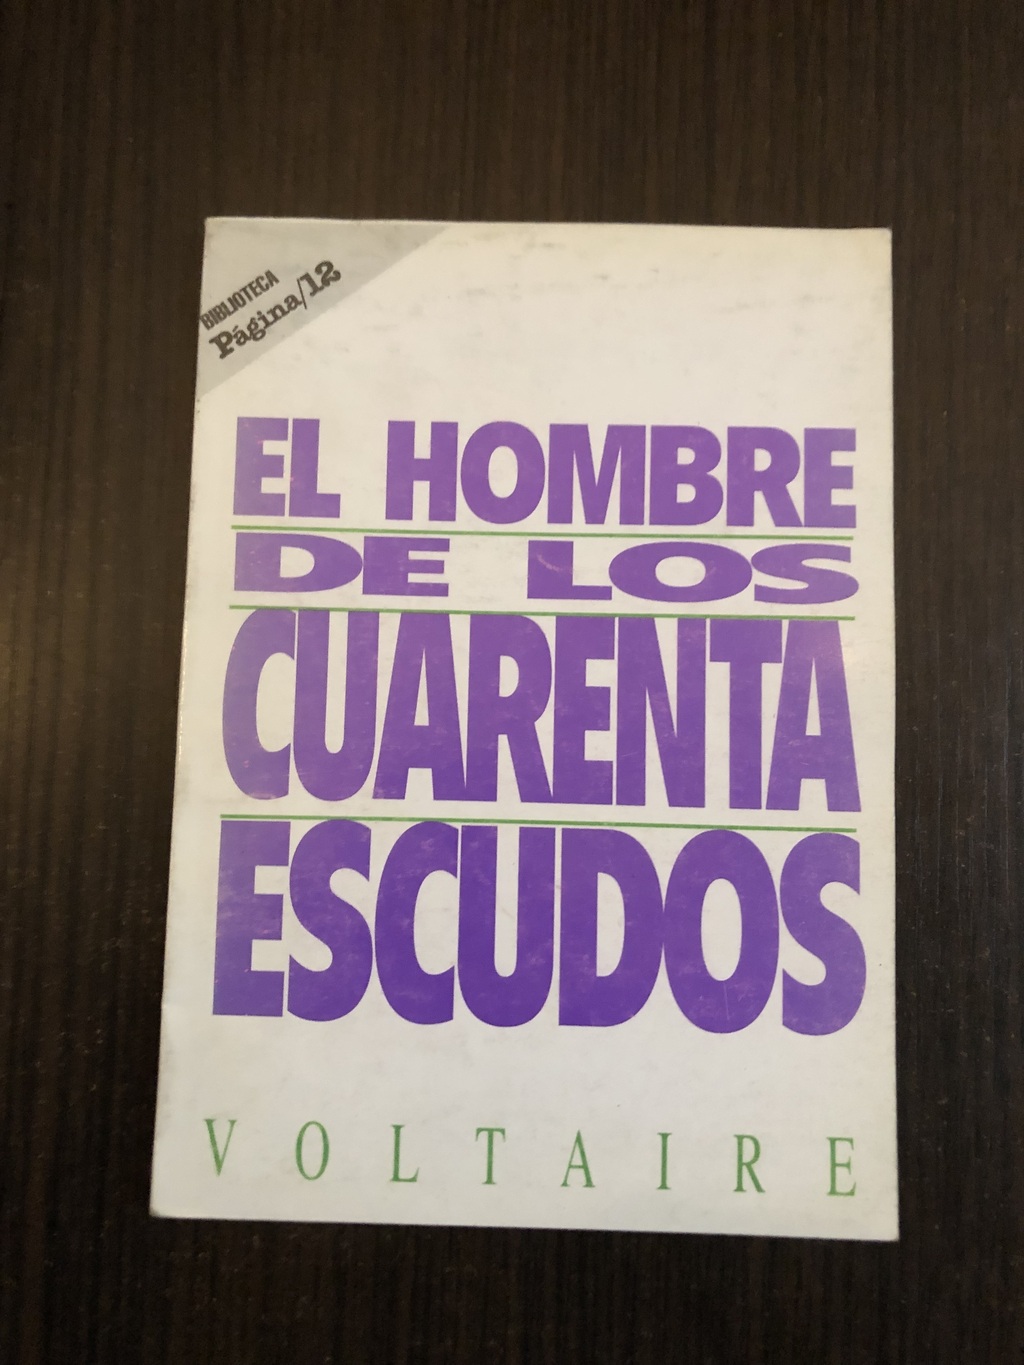 BIBLIOTECA
Página/12
EL HOMBRE
DE LOS
CUARENTA
ESCUDOS
VOLTAIRE